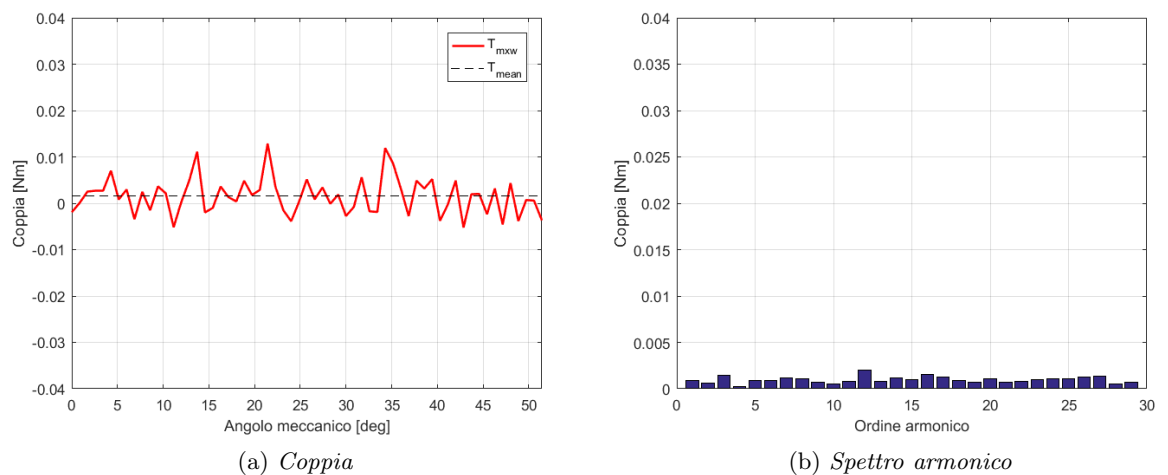 0.04
0.03
0.02
0.01
0
-0.01
-0.02
-0.03
-0.04
Coppia [Nm]
T_mxw
T_mean
0 5 10 15 20 25 30 35 40 45 50
Angolo meccanico [deg]
(a) Coppia
0.04
0.035
0.03
0.025
0.02
0.015
0.01
0.005
0
Coppia [Nm]
0 5 10 15 20 25 30
Ordine armonico
(b) Spettro armonico